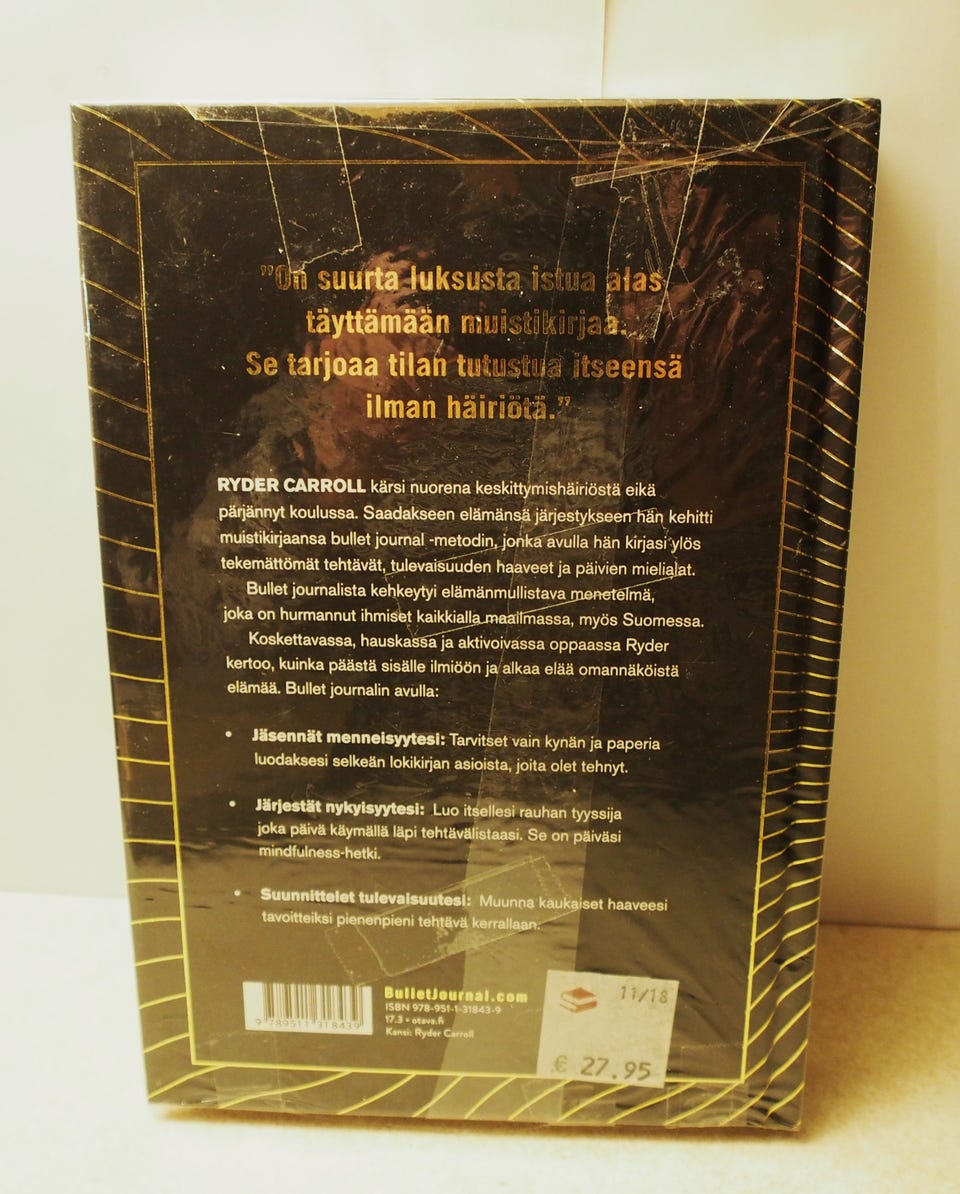 ”On suurta luksusta istua alas
täyttämään muistikirjaa.
Se tarjoaa tilan tutustua itseensä
ilman häiriötä.”
RYDER CARROLL kärsi nuorena keskittymishäiriöstä eikä
pärjännyt koulussa. Saadakseen elämänsä järjestykseen hän kehitti
muistikirjaansa bullet journal -metodin, jonka avulla hän kirjasi ylös
tekemättömät tehtävät, tulevaisuuden haaveet ja päivien mielialat.
Bullet journalista kehkeytyi elämänmullistava menetelmä,
joka on hurmannut ihmiset kaikkialla maailmassa, myös Suomessa.
Koskettavassa, hauskassa ja aktivoivassa oppaassa Ryder
kertoo, kuinka päästä sisälle ilmiöön ja alkaa elää omannäköistä
elämää. Bullet journalin avulla:
• Jäsennät menneisyytesi: Tarvitset vain kynän ja paperia
luodaksesi selkeän lokikirjan asioista, joita olet tehnyt.
• Järjestät nykyisyytesi: Luo itsellesi rauhan tyyssija
joka päivä käymällä läpi tehtävälistaasi. Se on päiväsi
mindfulness-hetki.
• Suunnittelet tulevaisuutesi: Muunna kaukaiset haaveesi
tavoitteiksi pienenpieni tehtävä kerrallaan.
BulletJournal.com
ISBN 978-951-1-31843-9
17.3 • otava.fi
Kansi: Ryder Carroll
9 789511 318439
11/18
€ 27.95